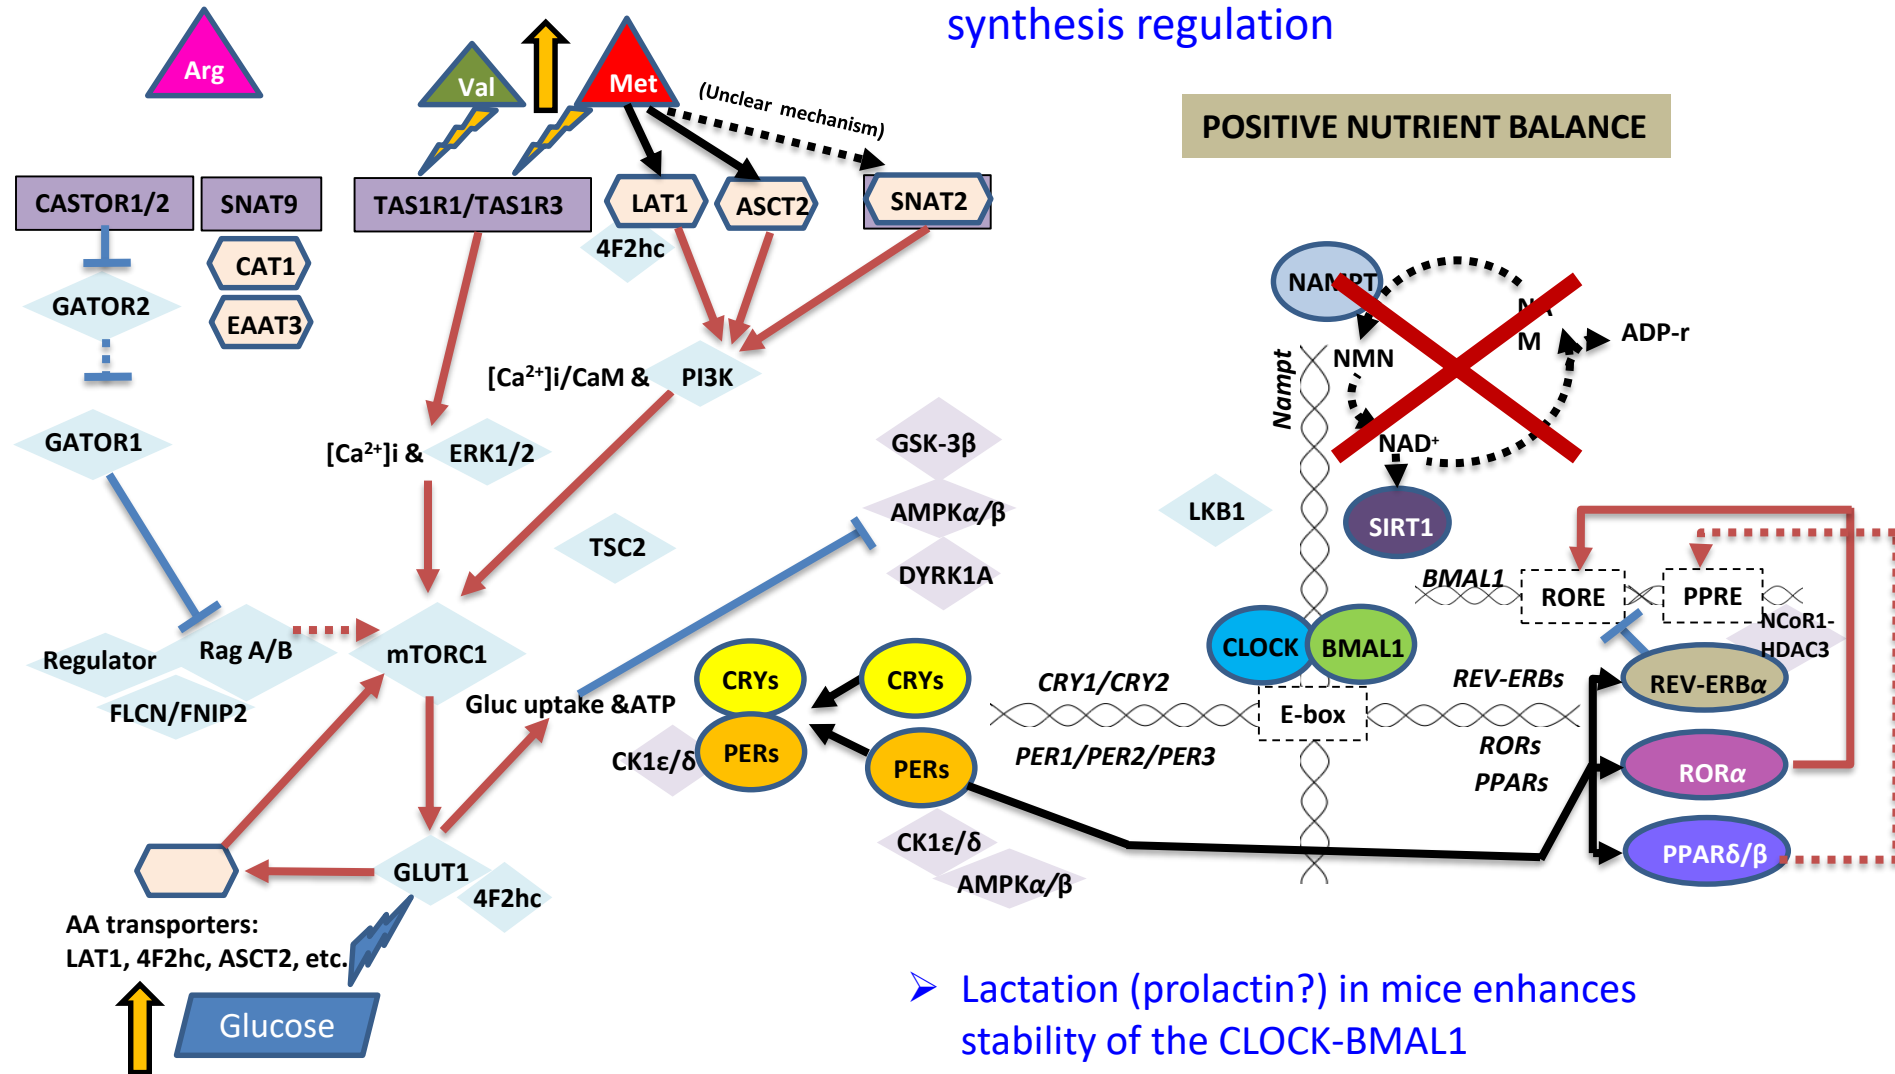 synthesis regulation
Arg
Val
Met
(Unclear mechanism)
POSITIVE NUTRIENT BALANCE
CASTOR1/2
SNAT9
TAS1R1/TAS1R3
LAT1
ASCT2
SNAT2
4F2hc
CAT1
GATOR2
EAAT3
NAMPT
NA
M
ADP-r
NMN
Nampt
[Ca²⁺]i/CaM &
PI3K
GATOR1
[Ca²⁺]i &
ERK1/2
GSK-3β
NAD⁺
AMPKα/β
LKB1
SIRT1
TSC2
DYRK1A
BMAL1
RORE
PPRE
NCoR1-
HDAC3
Regulator
Rag A/B
mTORC1
CLOCK
BMAL1
CRYs
CRYs
CRY1/CRY2
REV-ERBs
REV-ERBα
FLCN/FNIP2
Gluc uptake &ATP
E-box
CK1ε/δ
PERs
PERs
PER1/PER2/PER3
RORs
PPARs
RORα
CK1ε/δ
PPARδ/β
AMPKα/β
GLUT1
4F2hc
AA transporters:
LAT1, 4F2hc, ASCT2, etc.
Glucose
➢ Lactation (prolactin?) in mice enhances
stability of the CLOCK-BMAL1